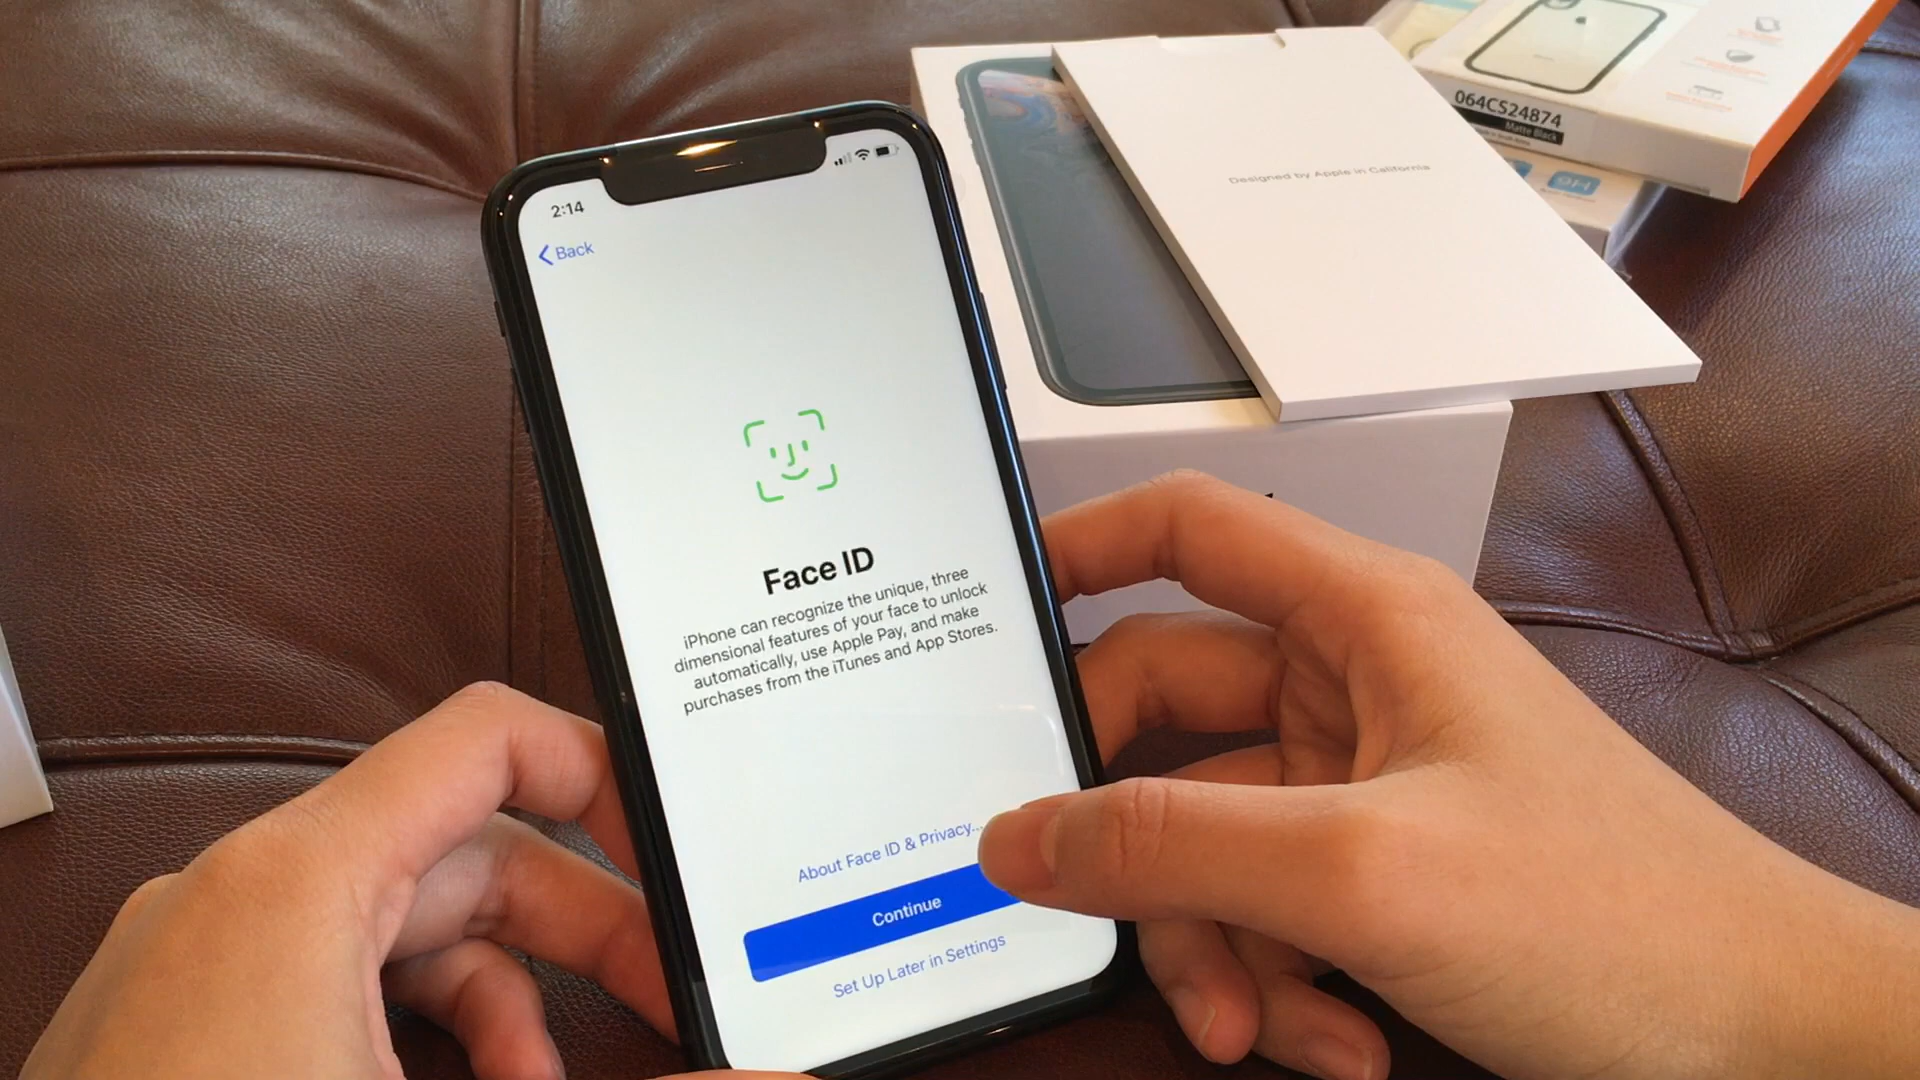 2:14
Back
Face ID
iPhone can recognize the unique, three
dimensional features of your face to unlock
automatically, use Apple Pay, and make
purchases from the iTunes and App Stores.
About Face ID & Privacy...
Continue
Set Up Later in Settings
Designed by Apple in California
064CS24874
Matte Black
9H